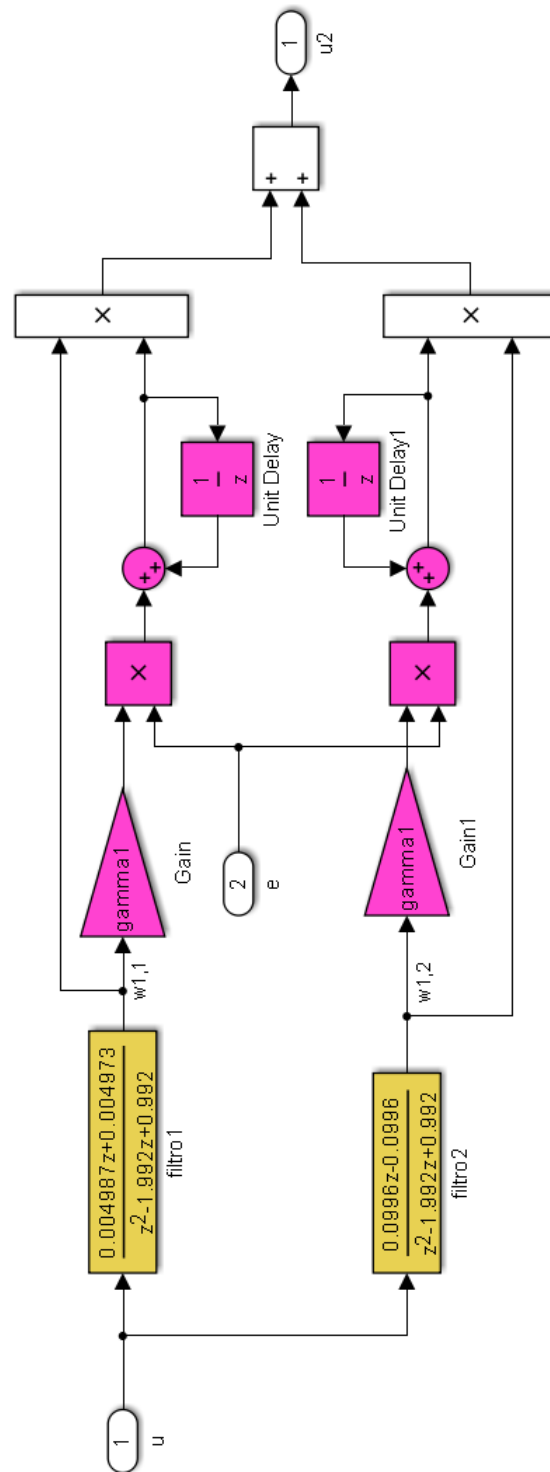 1
u
0.004987z+0.004973
z2-1.992z+0.992
filtro1
0.0996z-0.0996
z2-1.992z+0.992
filtro2
w1,1
w1,2
gamma1
Gain
2
e
gamma1
Gain1
×
×
+
+
+
+
1
z
Unit Delay
1
z
Unit Delay1
×
×
+
+
1
u2